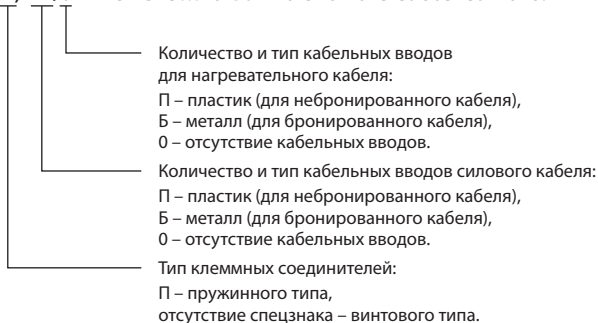 Количество и тип кабельных вводов
для нагревательного кабеля:
П – пластик (для небронированного кабеля),
Б – металл (для бронированного кабеля),
0 – отсутствие кабельных вводов.
Количество и тип кабельных вводов силового кабеля:
П – пластик (для небронированного кабеля),
Б – металл (для бронированного кабеля),
0 – отсутствие кабельных вводов.
Тип клеммных соединителей:
П – пружинного типа,
отсутствие спецзнака – винтового типа.